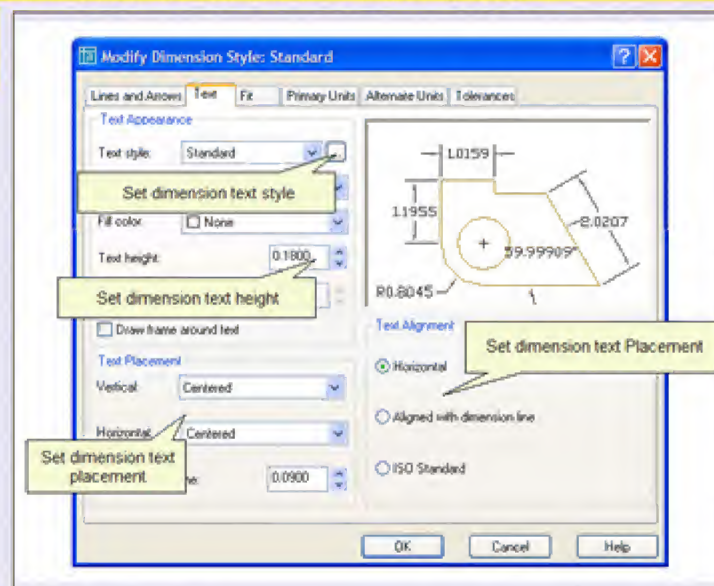 Modify Dimension Style: Standard
Lines and Arrows Text Fit Primary Units Alternate Units Tolerances
Text Appearance
Text style: Standard ...
Set dimension text style
Fill color: None
Text height: 0.1800
Set dimension text height
Draw frame around text
Text Placement
Vertical: Centered
Horizontal: Centered
Set dimension text
placement
0.0900
1.0159
1.1955
2.0207
59.99909°
R0.8045
Text Alignment
Set dimension text Placement
Horizontal
Aligned with dimension line
ISO Standard
OK Cancel Help